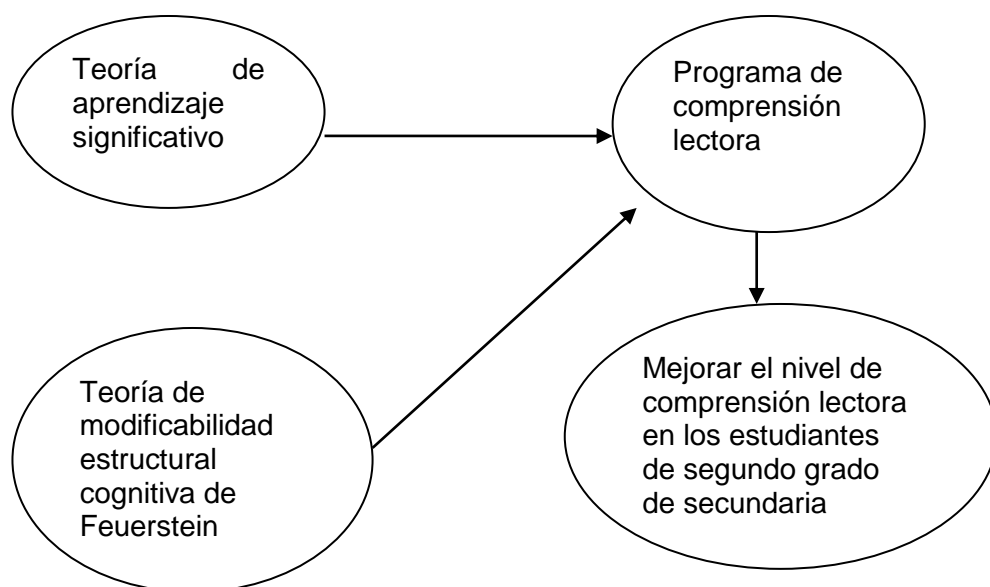 Teoría de
aprendizaje
significativo
Programa de
comprensión
lectora
Teoría de
modificabilidad
estructural
cognitiva de
Feuerstein
Mejorar el nivel de
comprensión lectora
en los estudiantes
de segundo grado
de secundaria